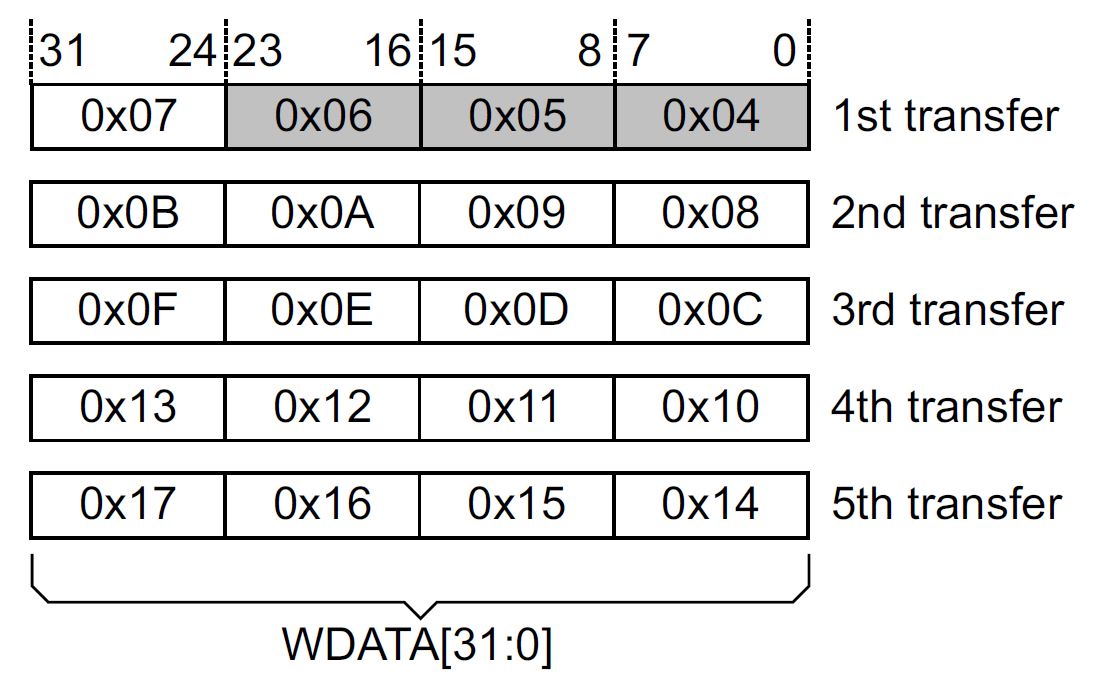 31 24 23 16 15 8 7 0
0x07 0x06 0x05 0x04 1st transfer
0x0B 0x0A 0x09 0x08 2nd transfer
0x0F 0x0E 0x0D 0x0C 3rd transfer
0x13 0x12 0x11 0x10 4th transfer
0x17 0x16 0x15 0x14 5th transfer
WDATA[31:0]